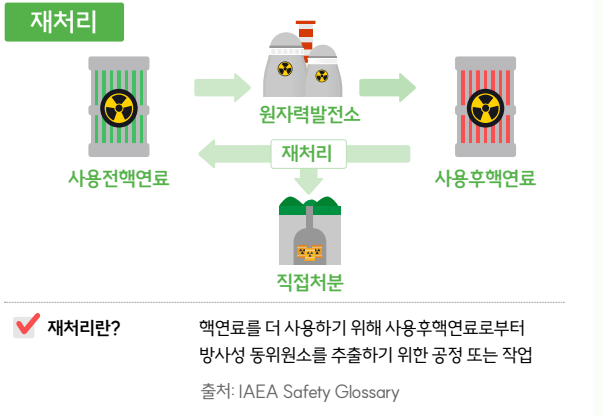 재처리
원자력발전소
재처리
사용전핵연료
사용후핵연료
직접처분
재처리란?
핵연료를 더 사용하기 위해 사용후핵연료로부터
방사성 동위원소를 추출하기 위한 공정 또는 작업
출처: IAEA Safety Glossary